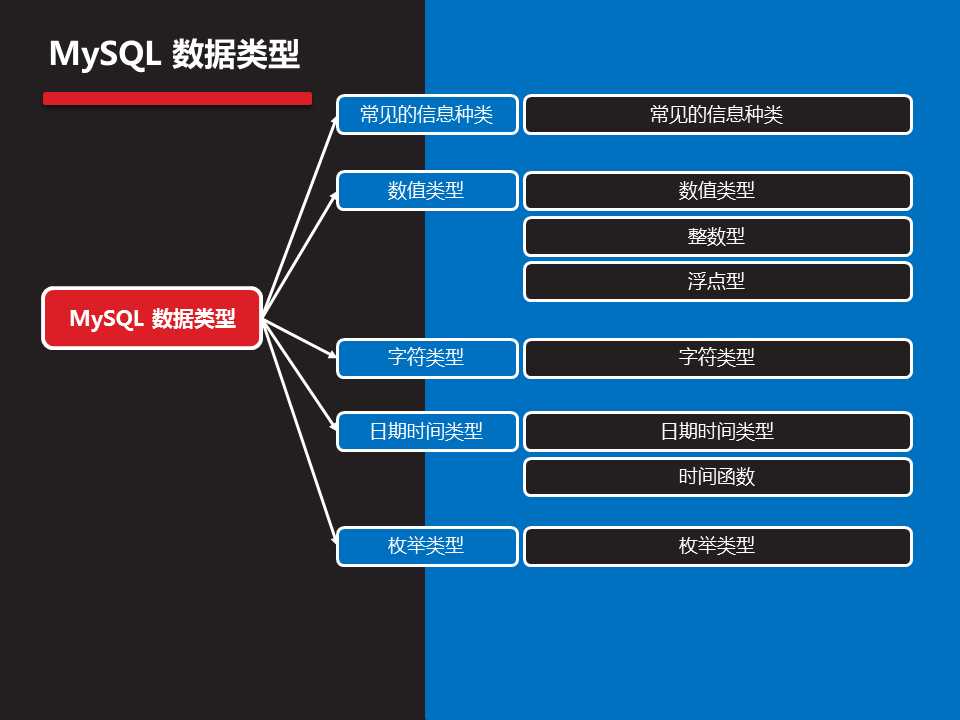 MySQL 数据类型
常见的信息种类
常见的信息种类
数值类型
数值类型
整数型
浮点型
MySQL 数据类型
字符类型
字符类型
日期时间类型
日期时间类型
时间函数
枚举类型
枚举类型